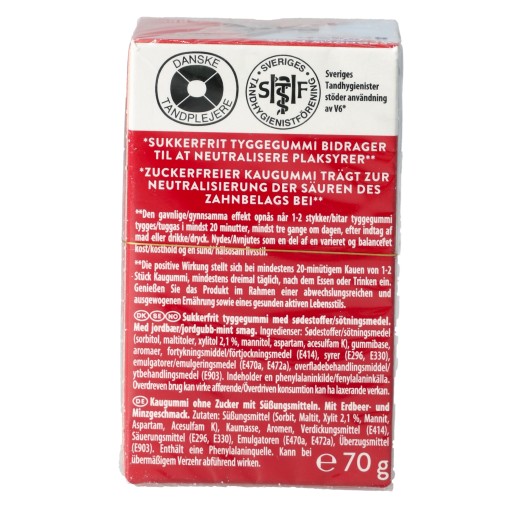 DANSKE
TANDPLEJERE
SVERIGES
S F
TANDHYGIENISTFÖRENING
Sveriges
Tandhygienister
stöder användning
av V6*
*SUKKERFRIT TYGGEGUMMI BIDRAGER
TIL AT NEUTRALISERE PLAKSYRER**
*ZUCKERFREIER KAUGUMMI TRÄGT ZUR
NEUTRALISIERUNG DER SÄUREN DES
ZAHNBELAGS BEI**
**Den gavnlige/gynnsamma effekt opnås når 1-2 stykker/bitar tyggegummi
tygges/tuggas i mindst 20 minutter, mindst tre gange om dagen, efter indtag af
mad eller drikke/dryck. Nydes/Avnjutes som en del af en varieret og balancefet
kost/kosthold og en sund/hälsosam livsstil.
**Die positive Wirkung stellt sich bei mindestens 20-minütigem Kauen von 1-2
Stück Kaugummi, mindestens dreimal täglich, nach dem Essen oder Trinken ein.
Genießen Sie das Produkt im Rahmen einer abwechslungsreichen und
ausgewogenen Ernährung sowie eines gesunden aktiven Lebensstils.
DK SE NO Sukkerfrit tyggegummi med sødestoffer/sötningsmedel.
Med jordbær/jordgubb-mint smag. Ingredienser: Sødestoffer/sötningsmedel
(sorbitol, maltitoler, xylitol 2,1 %, mannitol, aspartam, acesulfam K), gummibase,
aromaer, fortykningsmiddel/förtjockningsmedel (E414), syrer (E296, E330),
emulgatorer/emulgeringsmedel (E470a, E472a), overfladebehandlingsmiddel/
ytbehandlingsmedel (E903). Indeholder en phenylalaninkilde/fenylalaninkälla.
Overdreven brug kan virke afførende/Överdriven konsumtion kan ha laxerande verkan.
DE Kaugummi ohne Zucker mit Süßungsmitteln. Mit Erdbeer- und
Minzgeschmack. Zutaten: Süßungsmittel (Sorbit, Maltit, Xylit 2,1 %, Mannit,
Aspartam, Acesulfam K), Kaumasse, Aromen, Verdickungsmittel (E414),
Säuerungsmittel (E296, E330), Emulgatoren (E470a, E472a), Überzugsmittel
(E903). Enthält eine Phenylalaninquelle. Kann bei
übermäßigem Verzehr abführend wirken.
℮ 70 g